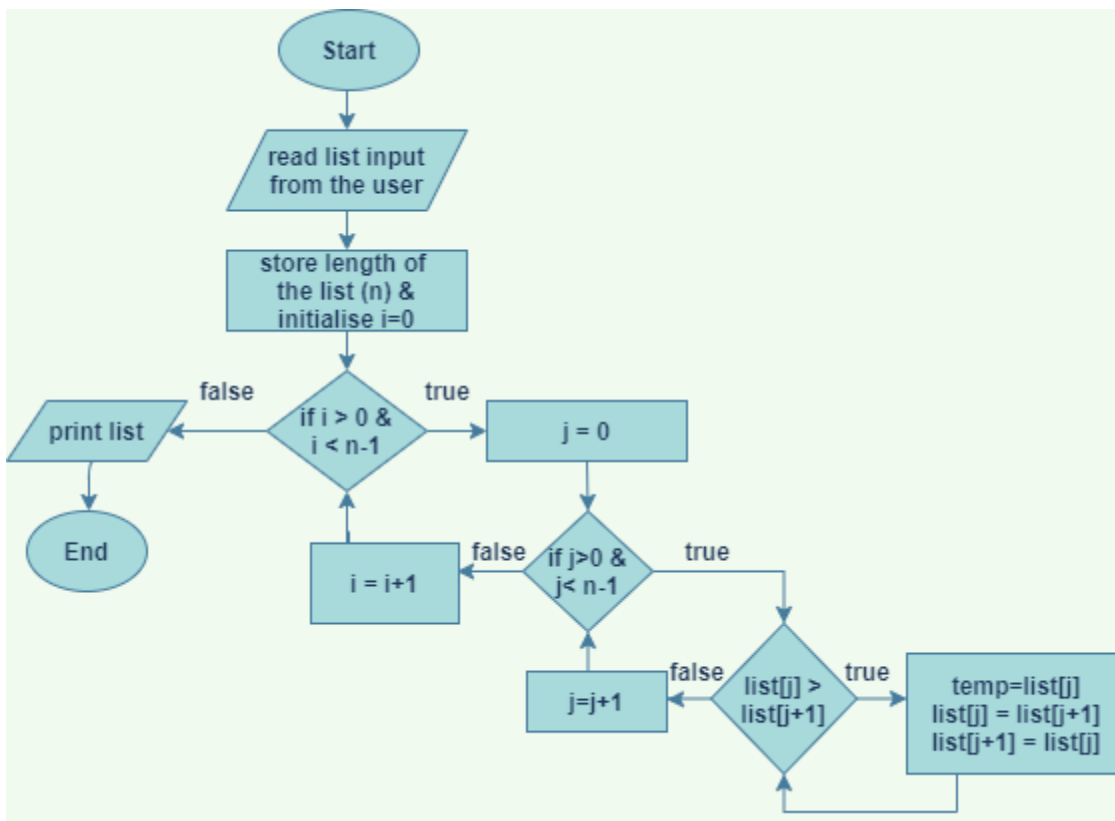 Start
read list input
from the user
store length of
the list (n) &
initialise i=0
false
true
if i > 0 &
i < n-1
print list
j = 0
End
i = i+1
false
if j>0 &
j< n-1
true
j=j+1
false
list[j] >
list[j+1]
true
temp=list[j]
list[j] = list[j+1]
list[j+1] = list[j]